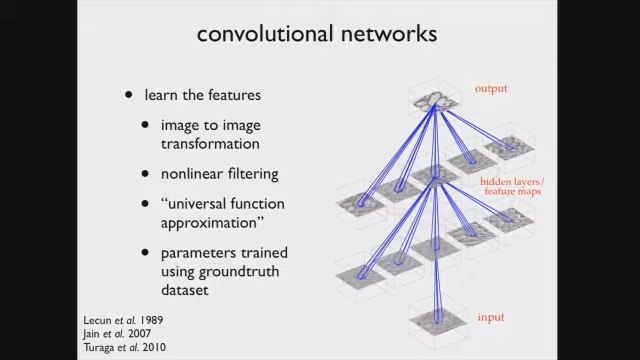 convolutional networks
• learn the features
• image to image
transformation
• nonlinear filtering
• “universal function
approximation”
• parameters trained
using groundtruth
dataset
output
hidden layers/
feature maps
input
Lecun et al. 1989
Jain et al. 2007
Turaga et al. 2010